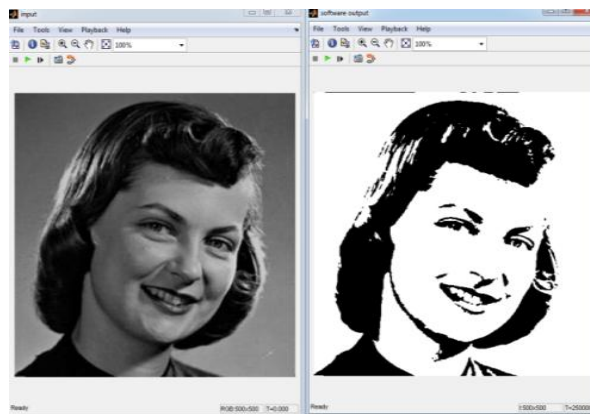 input
File Tools View Playback Help
100%
Ready
RGB:500x500 T=0.000
software output
File Tools View Playback Help
100%
Ready
I:500x500 T=25000